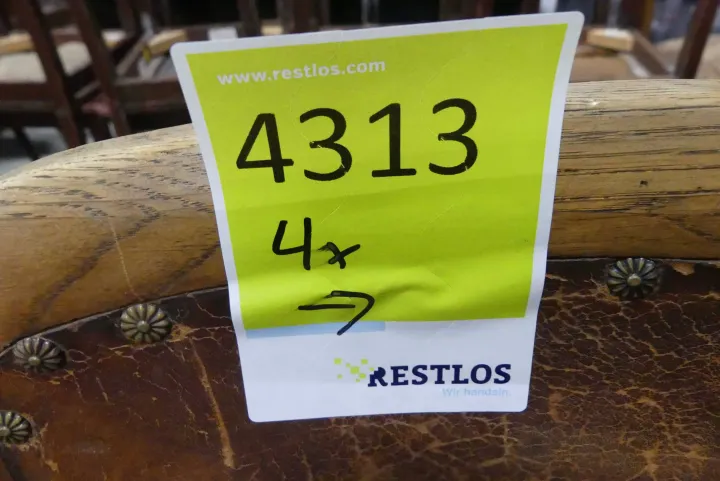 www.restlos.com
4313
4x
→
RESTLOS
Wir handeln.